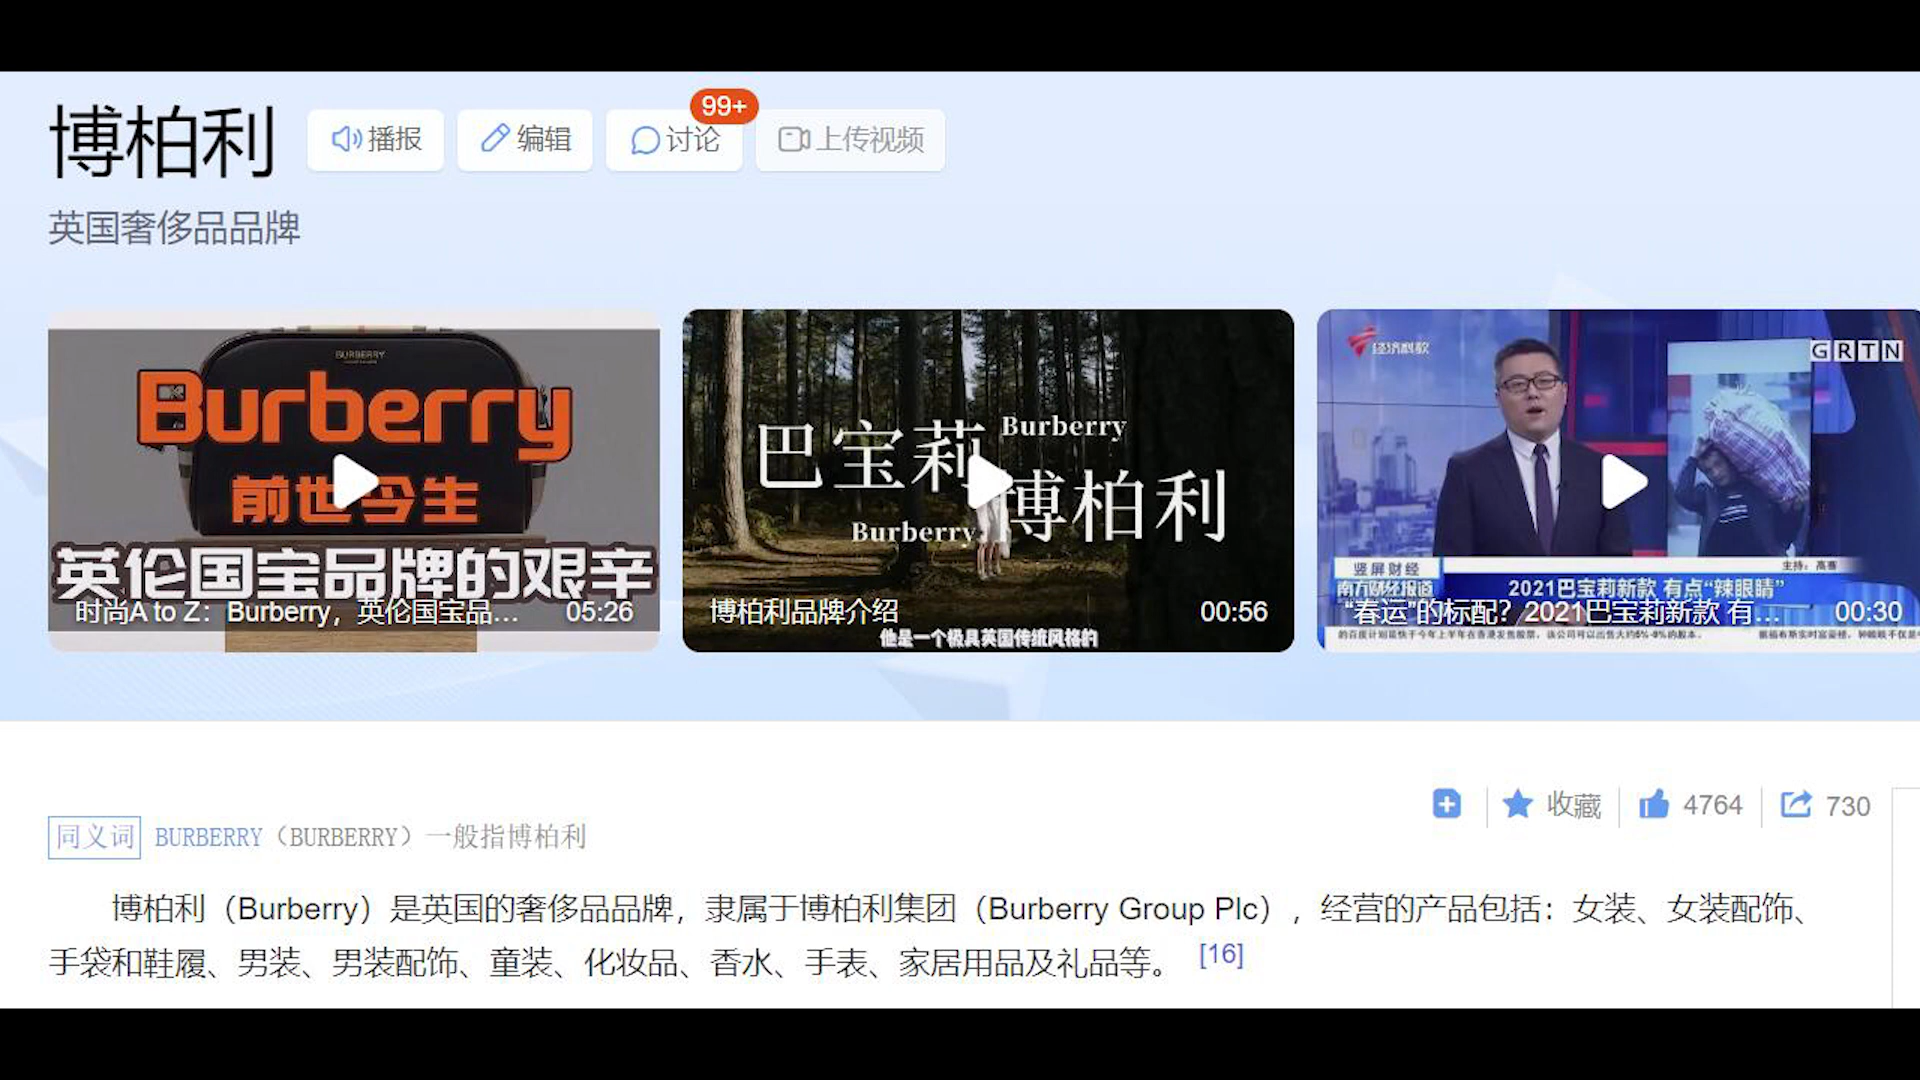 博柏利
播报
编辑
讨论
99+
上传视频
英国奢侈品品牌
BURBERRY
Burberry
前世今生
英伦国宝品牌的艰辛
时尚A to Z：Burberry，英伦国宝品...
05:26
巴宝莉 Burberry
Burberry 博柏利
博柏利品牌介绍
00:56
他是一个极具英国传统风格的
经济科教
GRTN
主持：高赛
竖屏财经
南方财经报道
2021巴宝莉新款 有点“辣眼睛”
“春运”的标配？2021巴宝莉新款 有...
00:30
收藏
4764
730
同义词 BURBERRY（BURBERRY）一般指博柏利
博柏利（Burberry）是英国的奢侈品品牌，隶属于博柏利集团（Burberry Group Plc），经营的产品包括：女装、女装配饰、
手袋和鞋履、男装、男装配饰、童装、化妆品、香水、手表、家居用品及礼品等。 [16]